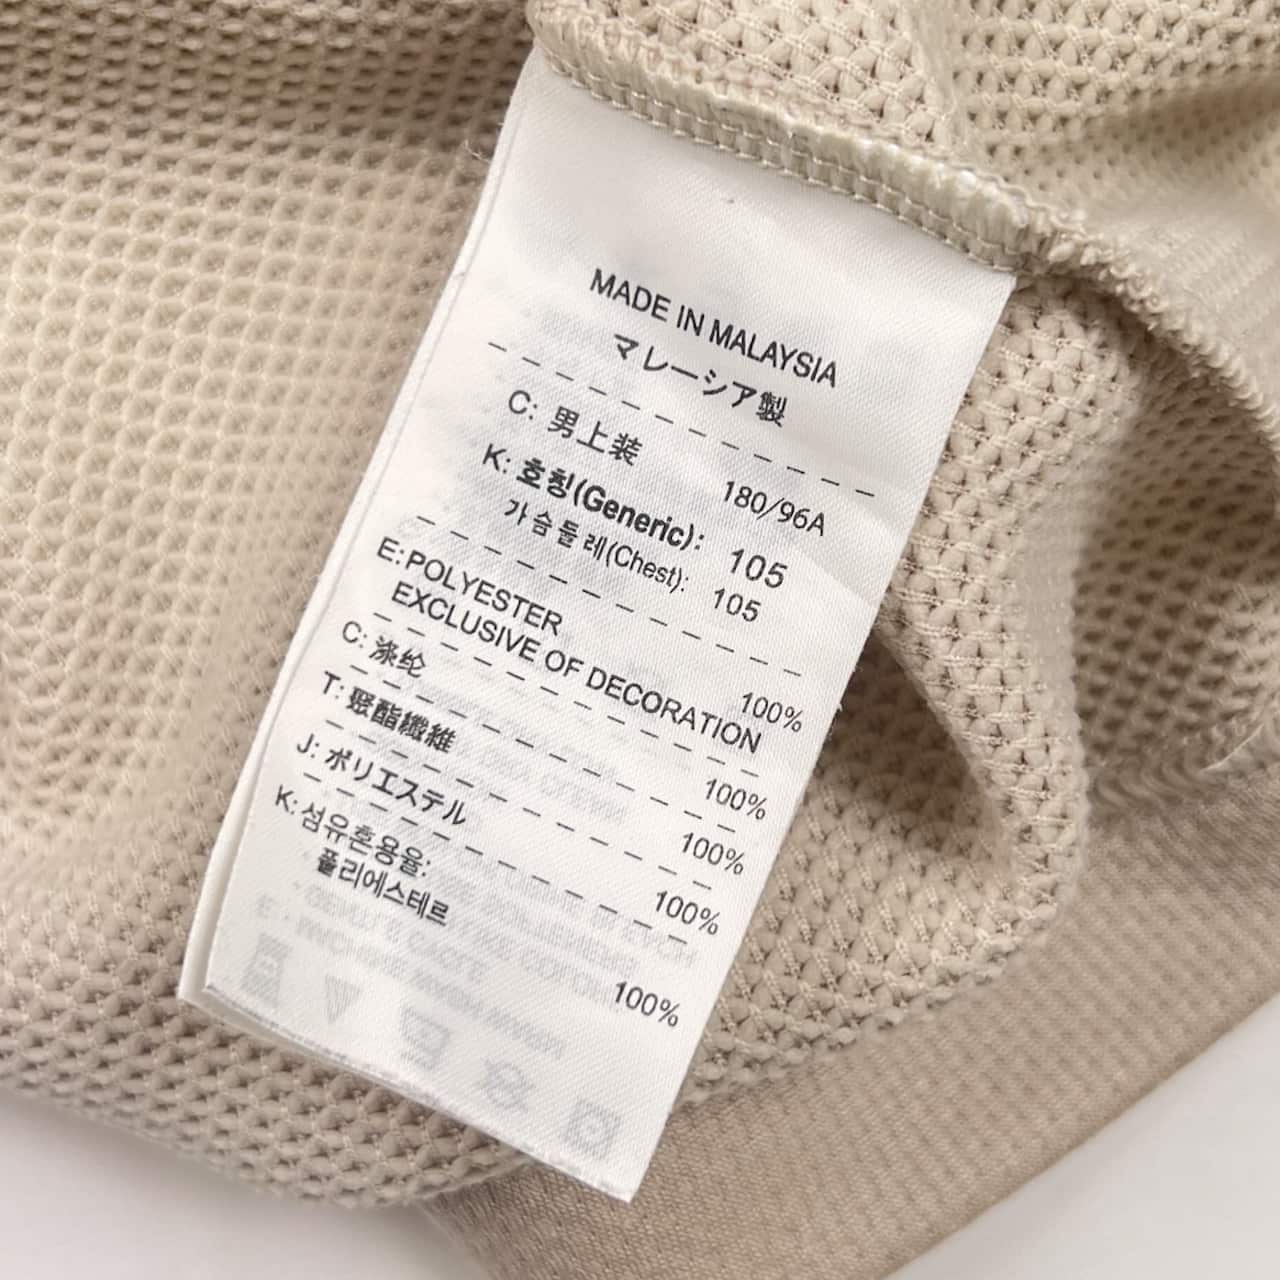 MADE IN MALAYSIA
マレーシア製
C: 男上装 180/96A
K: 호칭(Generic): 105
가슴둘레(Chest): 105
E:POLYESTER 100%
EXCLUSIVE OF DECORATION
C: 涤纶 100%
T: 聚酯纖維 100%
J: ポリエステル 100%
K: 섬유혼용율:
폴리에스테르 100%